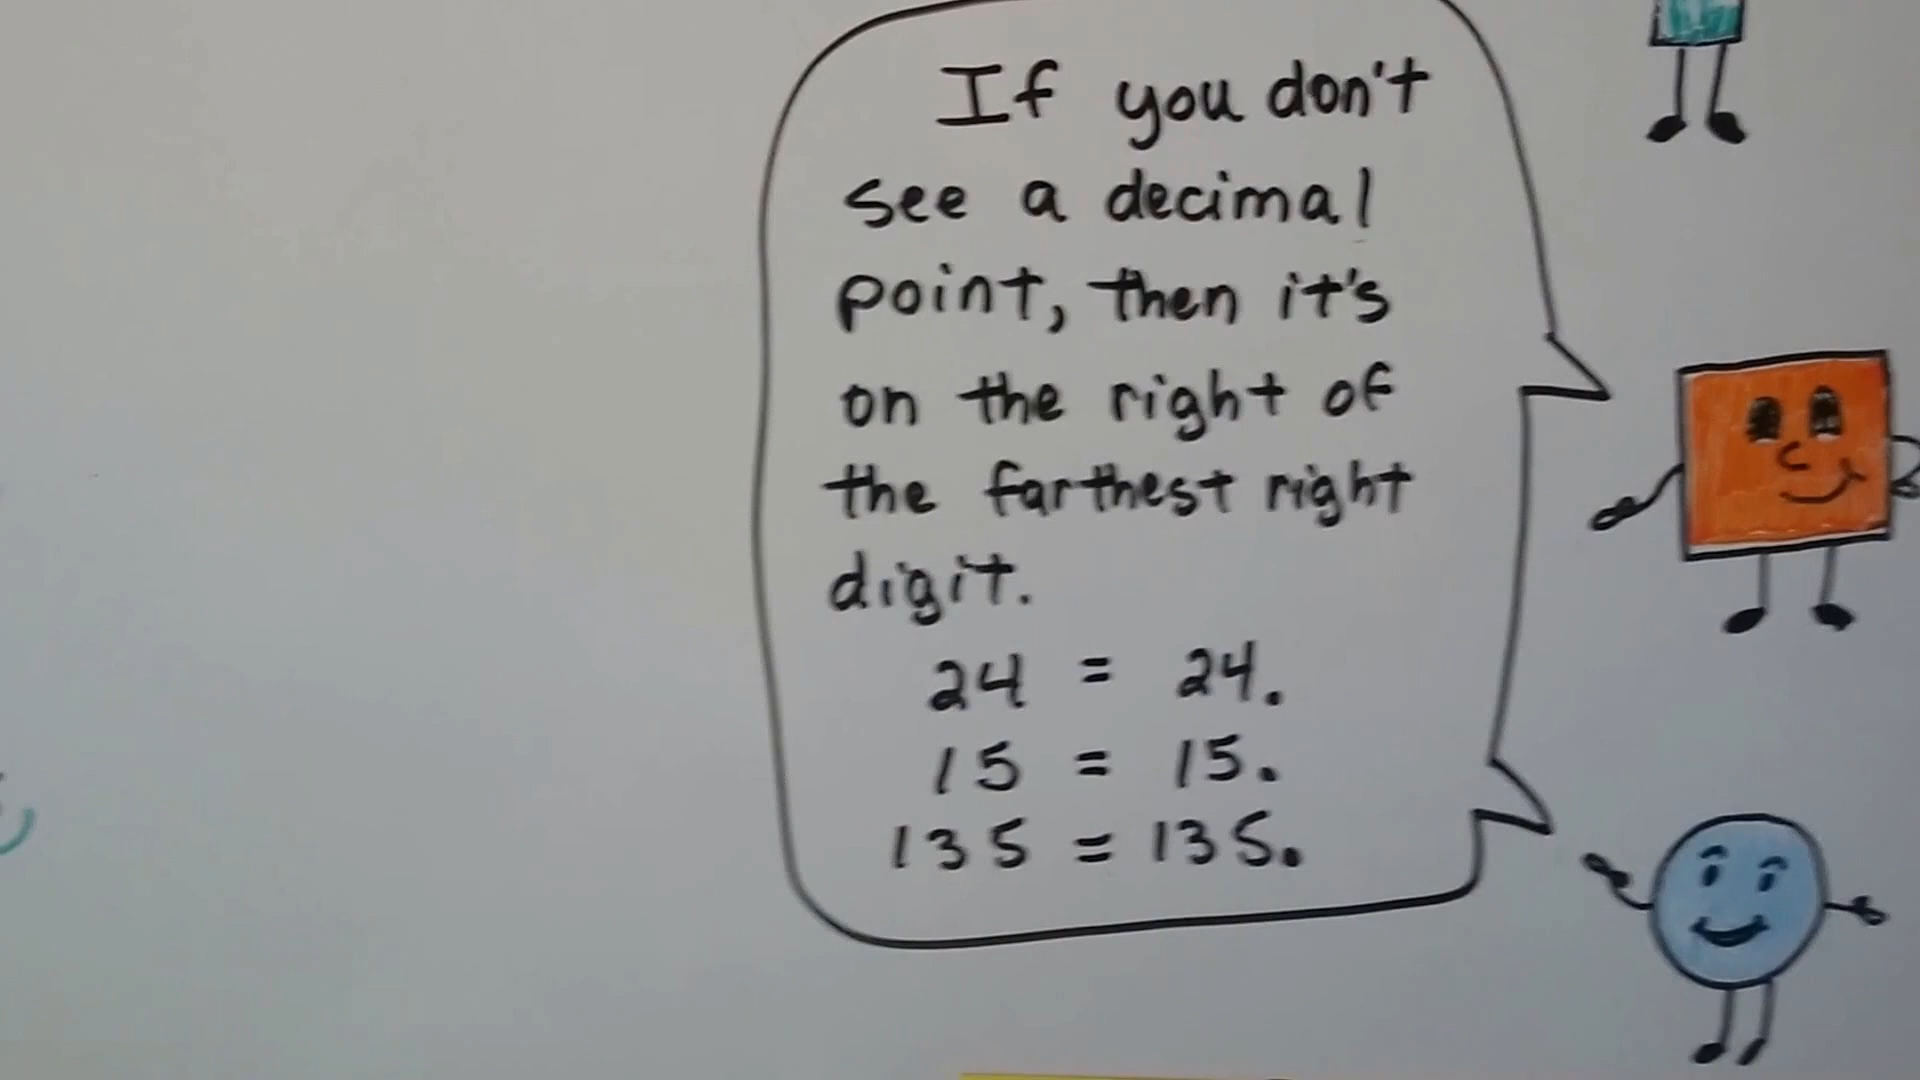 If you don't
see a decimal
point, then it's
on the right of
the farthest right
digit.
24 = 24.
15 = 15.
135 = 135.